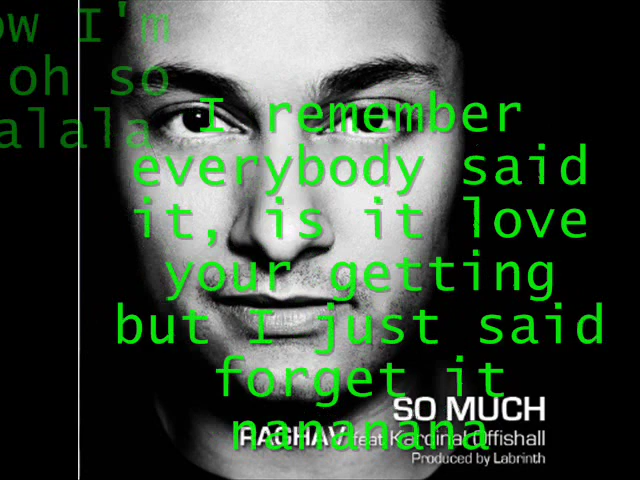 ow I'm
oh so
alala
I remember
everybody said
it, is it love
your getting
but I just said
forget it
nananana
SO MUCH
RAGHAV feat Kardinal Offishall
Produced by Labrinth